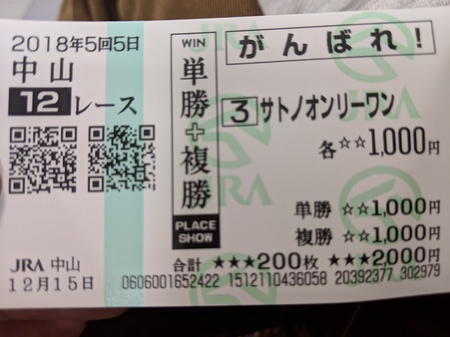 2018年5回5日
中山
12レース
JRA 中山
12月15日
WIN
単勝+複勝
PLACE
SHOW
がんばれ!
3 サトノオンリーワン
各☆☆1,000円
単勝 ☆☆1,000円
複勝 ☆☆1,000円
合計 ★★★200枚 ★★★2,000円
0606001652422 1512110436058 20392377 302979
JRA
JRA
JRA